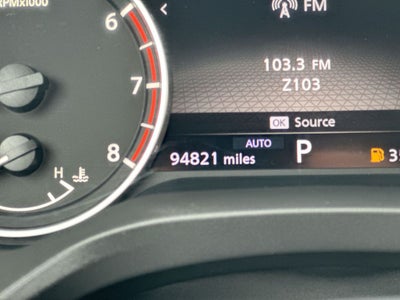 RPMx1000
6
7
8
H
< FM
103.3 FM
Z103
OK Source
AUTO
94821 miles P